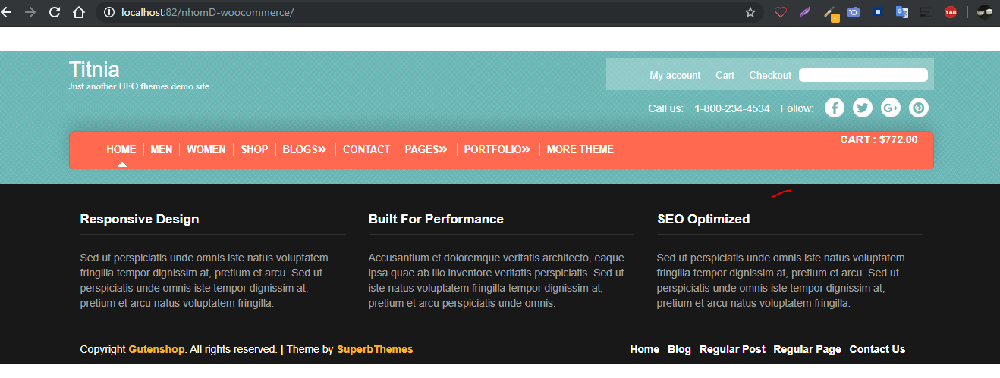 localhost:82/nhomD-woocommerce/
YAB
Titnia
Just another UFO themes demo site
My account Cart Checkout
Call us: 1-800-234-4534 Follow:
HOME MEN WOMEN SHOP BLOGS» CONTACT PAGES» PORTFOLIO» MORE THEME
CART : $772.00
Responsive Design
Sed ut perspiciatis unde omnis iste natus voluptatem
fringilla tempor dignissim at, pretium et arcu. Sed ut
perspiciatis unde omnis iste tempor dignissim at,
pretium et arcu natus voluptatem fringilla.
Built For Performance
Accusantium et doloremque veritatis architecto, eaque
ipsa quae ab illo inventore veritatis perspiciatis. Sed ut
iste natus voluptatem fringilla tempor dignissim at,
pretium et arcu perspiciatis unde omnis.
SEO Optimized
Sed ut perspiciatis unde omnis iste natus voluptatem
fringilla tempor dignissim at, pretium et arcu. Sed ut
perspiciatis unde omnis iste tempor dignissim at,
pretium et arcu natus voluptatem fringilla.
Copyright Gutenshop. All rights reserved. | Theme by SuperbThemes
Home Blog Regular Post Regular Page Contact Us